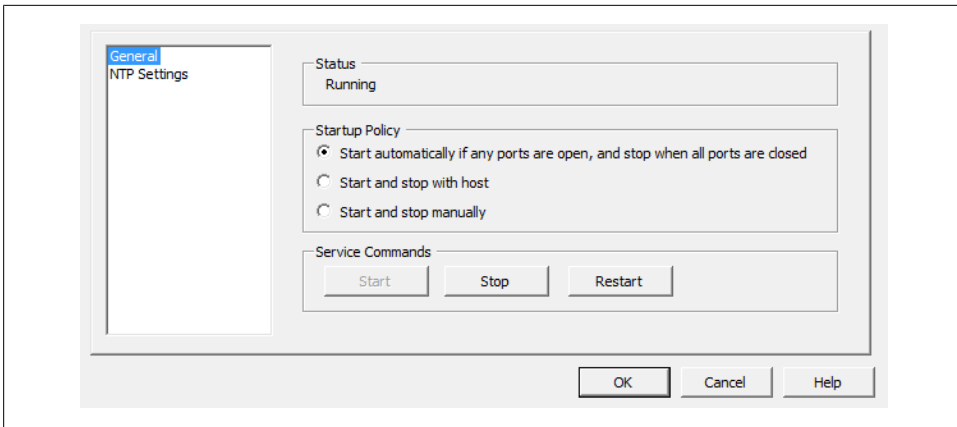 General
NTP Settings
Status
Running
Startup Policy
Start automatically if any ports are open, and stop when all ports are closed
Start and stop with host
Start and stop manually
Service Commands
Start Stop Restart
OK Cancel Help